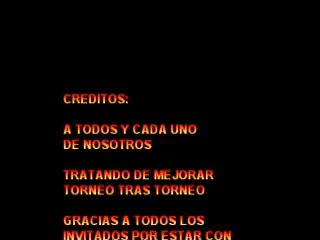 CREDITOS:
A TODOS Y CADA UNO
DE NOSOTROS
TRATANDO DE MEJORAR
TORNEO TRAS TORNEO
GRACIAS A TODOS LOS
INVITADOS POR ESTAR CON